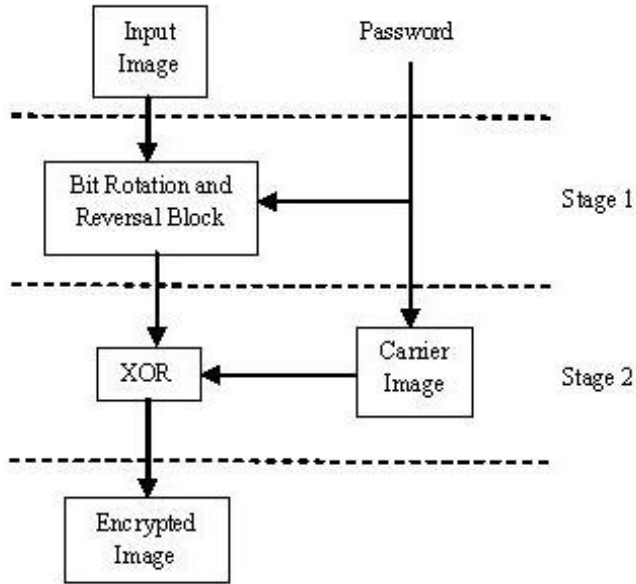 Input
Image
Password
Bit Rotation and
Reversal Block
Stage 1
XOR
Carrier
Image
Stage 2
Encrypted
Image